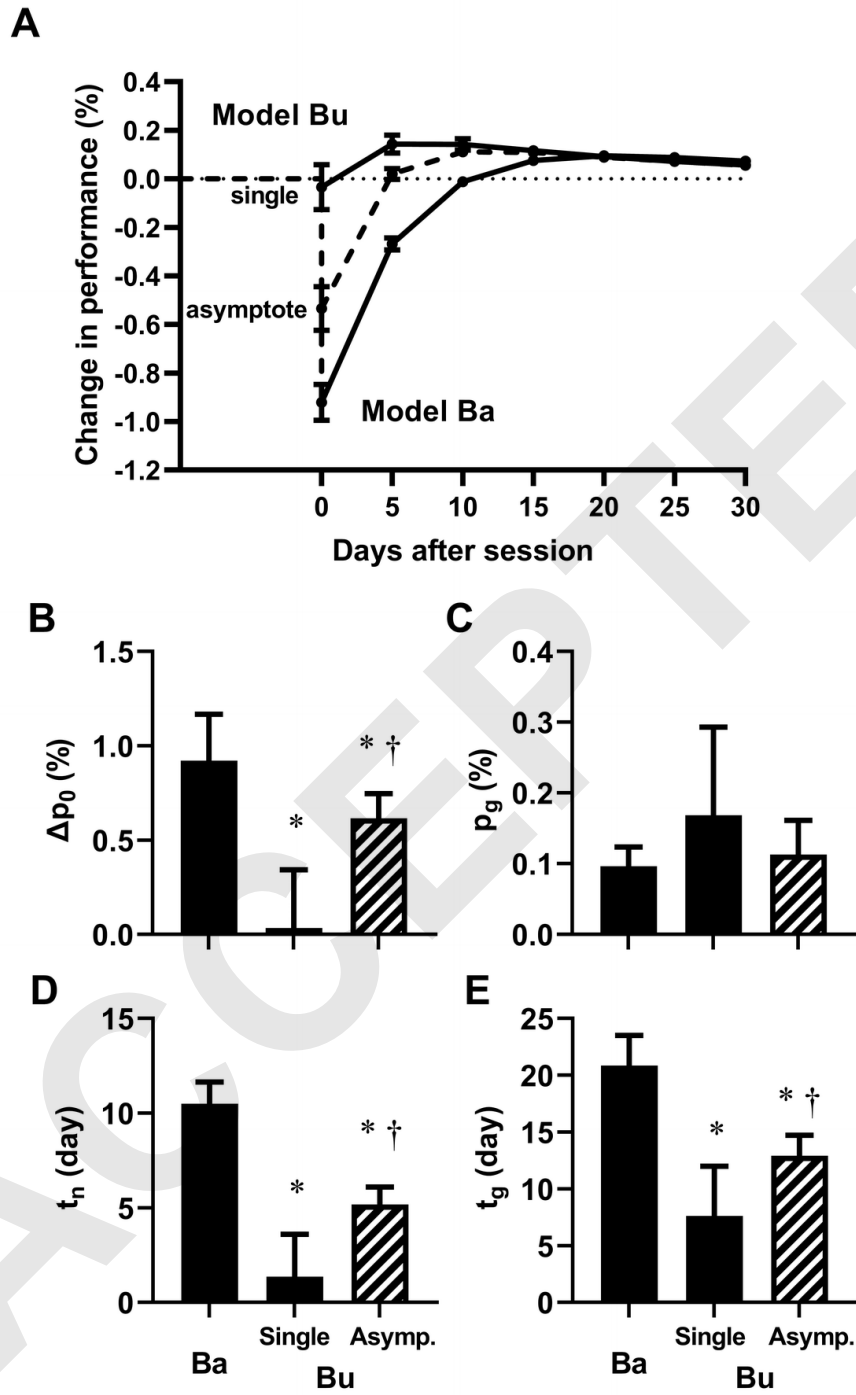 A
0.4
0.2
0.0
-0.2
-0.4
-0.6
-0.8
-1.0
-1.2
Change in performance (%)
Model Bu
single
asymptote
Model Ba
0 5 10 15 20 25 30
Days after session
B
1.5
1.0
0.5
0.0
Δp₀ (%)
*
* †
C
0.4
0.3
0.2
0.1
0.0
p_g (%)
D
15
10
5
0
tₙ (day)
*
* †
Single Asymp.
Ba
Bu
E
25
20
15
10
5
0
t_g (day)
*
* †
Single Asymp.
Ba
Bu
ACCEPTE